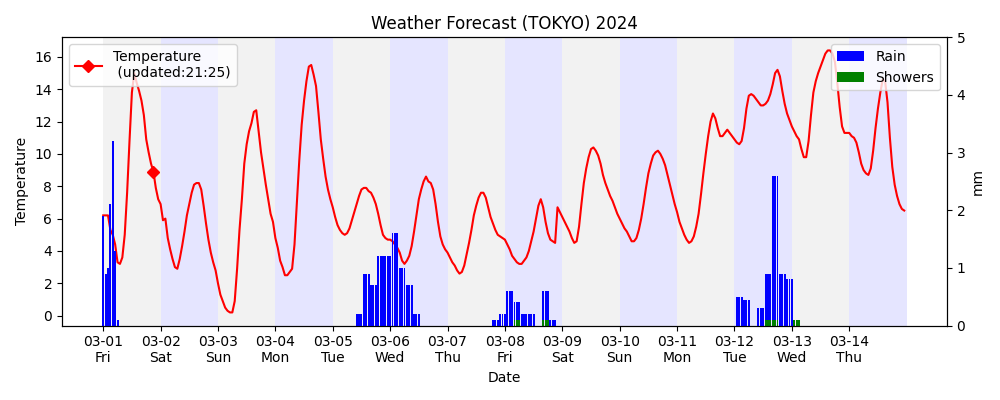 Weather Forecast (TOKYO) 2024
Temperature
(updated:21:25)
Rain
Showers
Temperature
16
14
12
10
8
6
4
2
0
5
4
3
2
1
0
mm
03-01 03-02 03-03 03-04 03-05 03-06 03-07 03-08 03-09 03-10 03-11 03-12 03-13 03-14
Fri Sat Sun Mon Tue Wed Thu Fri Sat Sun Mon Tue Wed Thu
Date